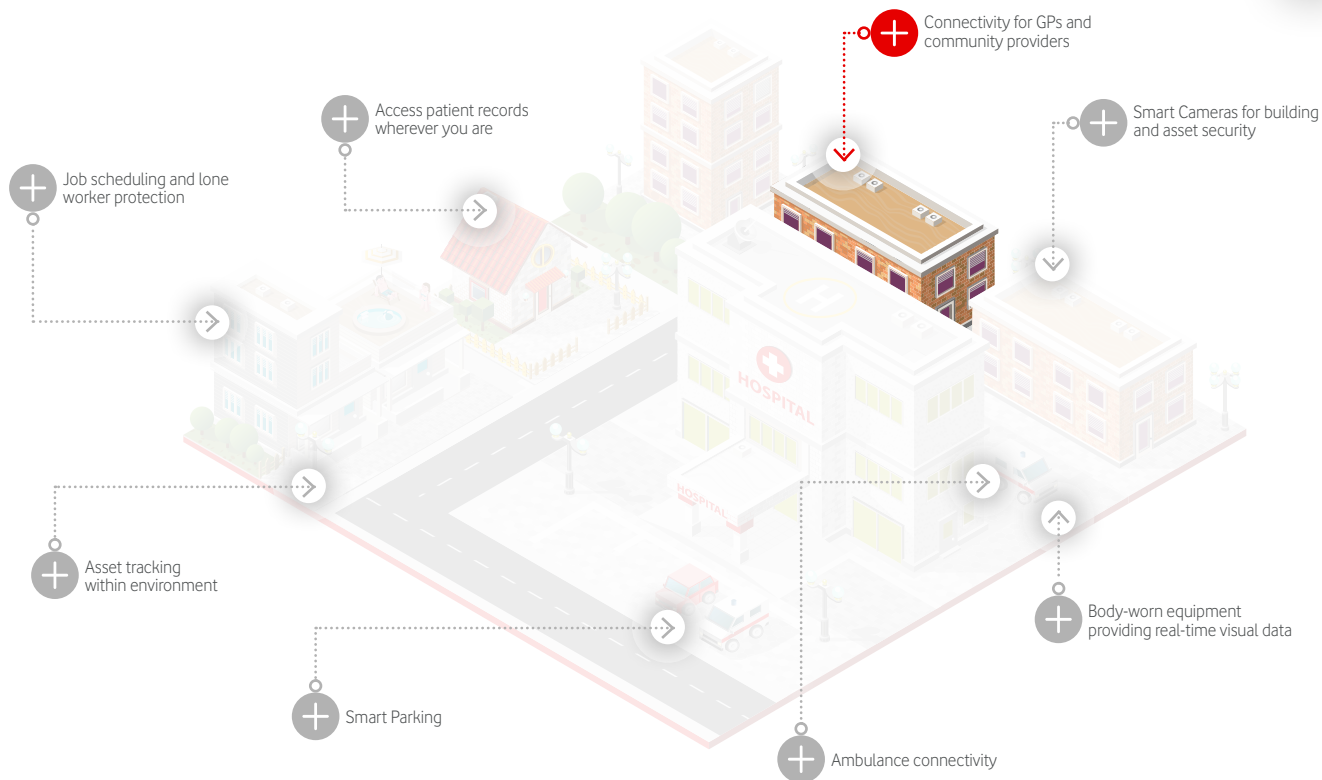 Connectivity for GPs and
community providers
Access patient records
wherever you are
Smart Cameras for building
and asset security
Job scheduling and lone
worker protection
H
HOSPITAL
HOSPITAL
Asset tracking
within environment
Body-worn equipment
providing real-time visual data
Smart Parking
Ambulance connectivity